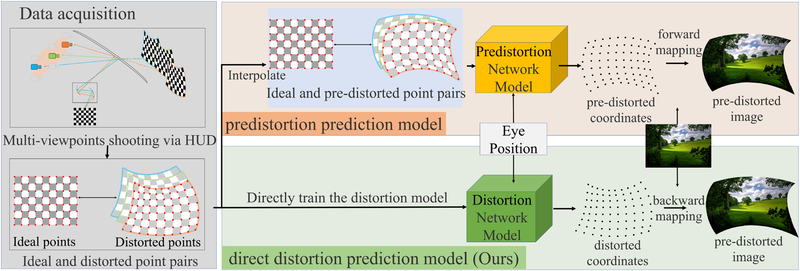 Data acquisition
Multi-viewpoints shooting via HUD
Ideal points
Distorted points
Ideal and distorted point pairs
Interpolate
Ideal and pre-distorted point pairs
predistortion prediction model
Predistortion
Network
Model
pre-distorted
coordinates
forward
mapping
pre-distorted
image
Eye
Position
Directly train the distortion model
Distortion
Network
Model
direct distortion prediction model (Ours)
distorted
coordinates
backward
mapping
pre-distorted
image